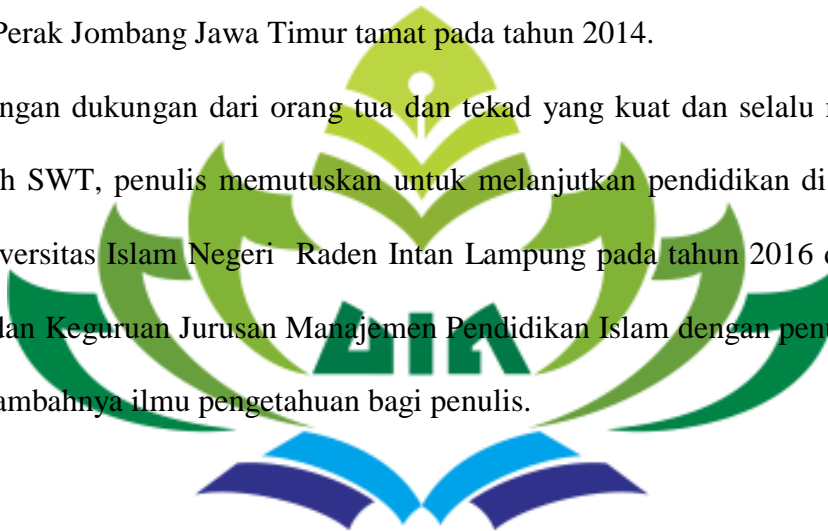 Perak Jombang Jawa Timur tamat pada tahun 2014.
ngan dukungan dari orang tua dan tekad yang kuat dan selalu
h SWT, penulis memutuskan untuk melanjutkan pendidikan di
versitas Islam Negeri Raden Intan Lampung pada tahun 2016
dan Keguruan Jurusan Manajemen Pendidikan Islam dengan
ambahnya ilmu pengetahuan bagi penulis.